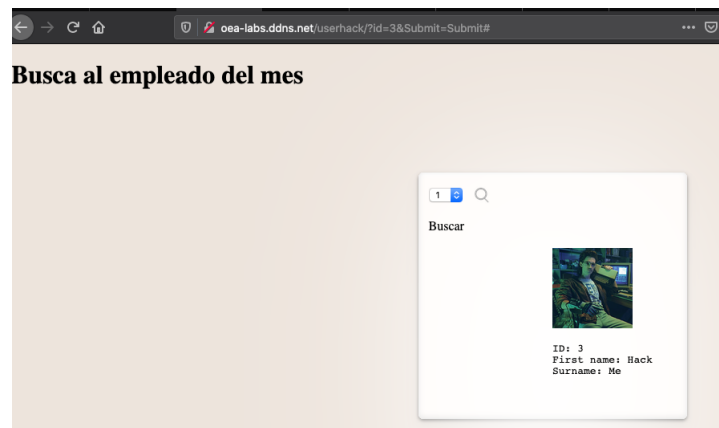 oea-labs.ddns.net/userhack/?id=3&Submit=Submit#
Busca al empleado del mes
1
Buscar
ID: 3
First name: Hack
Surname: Me